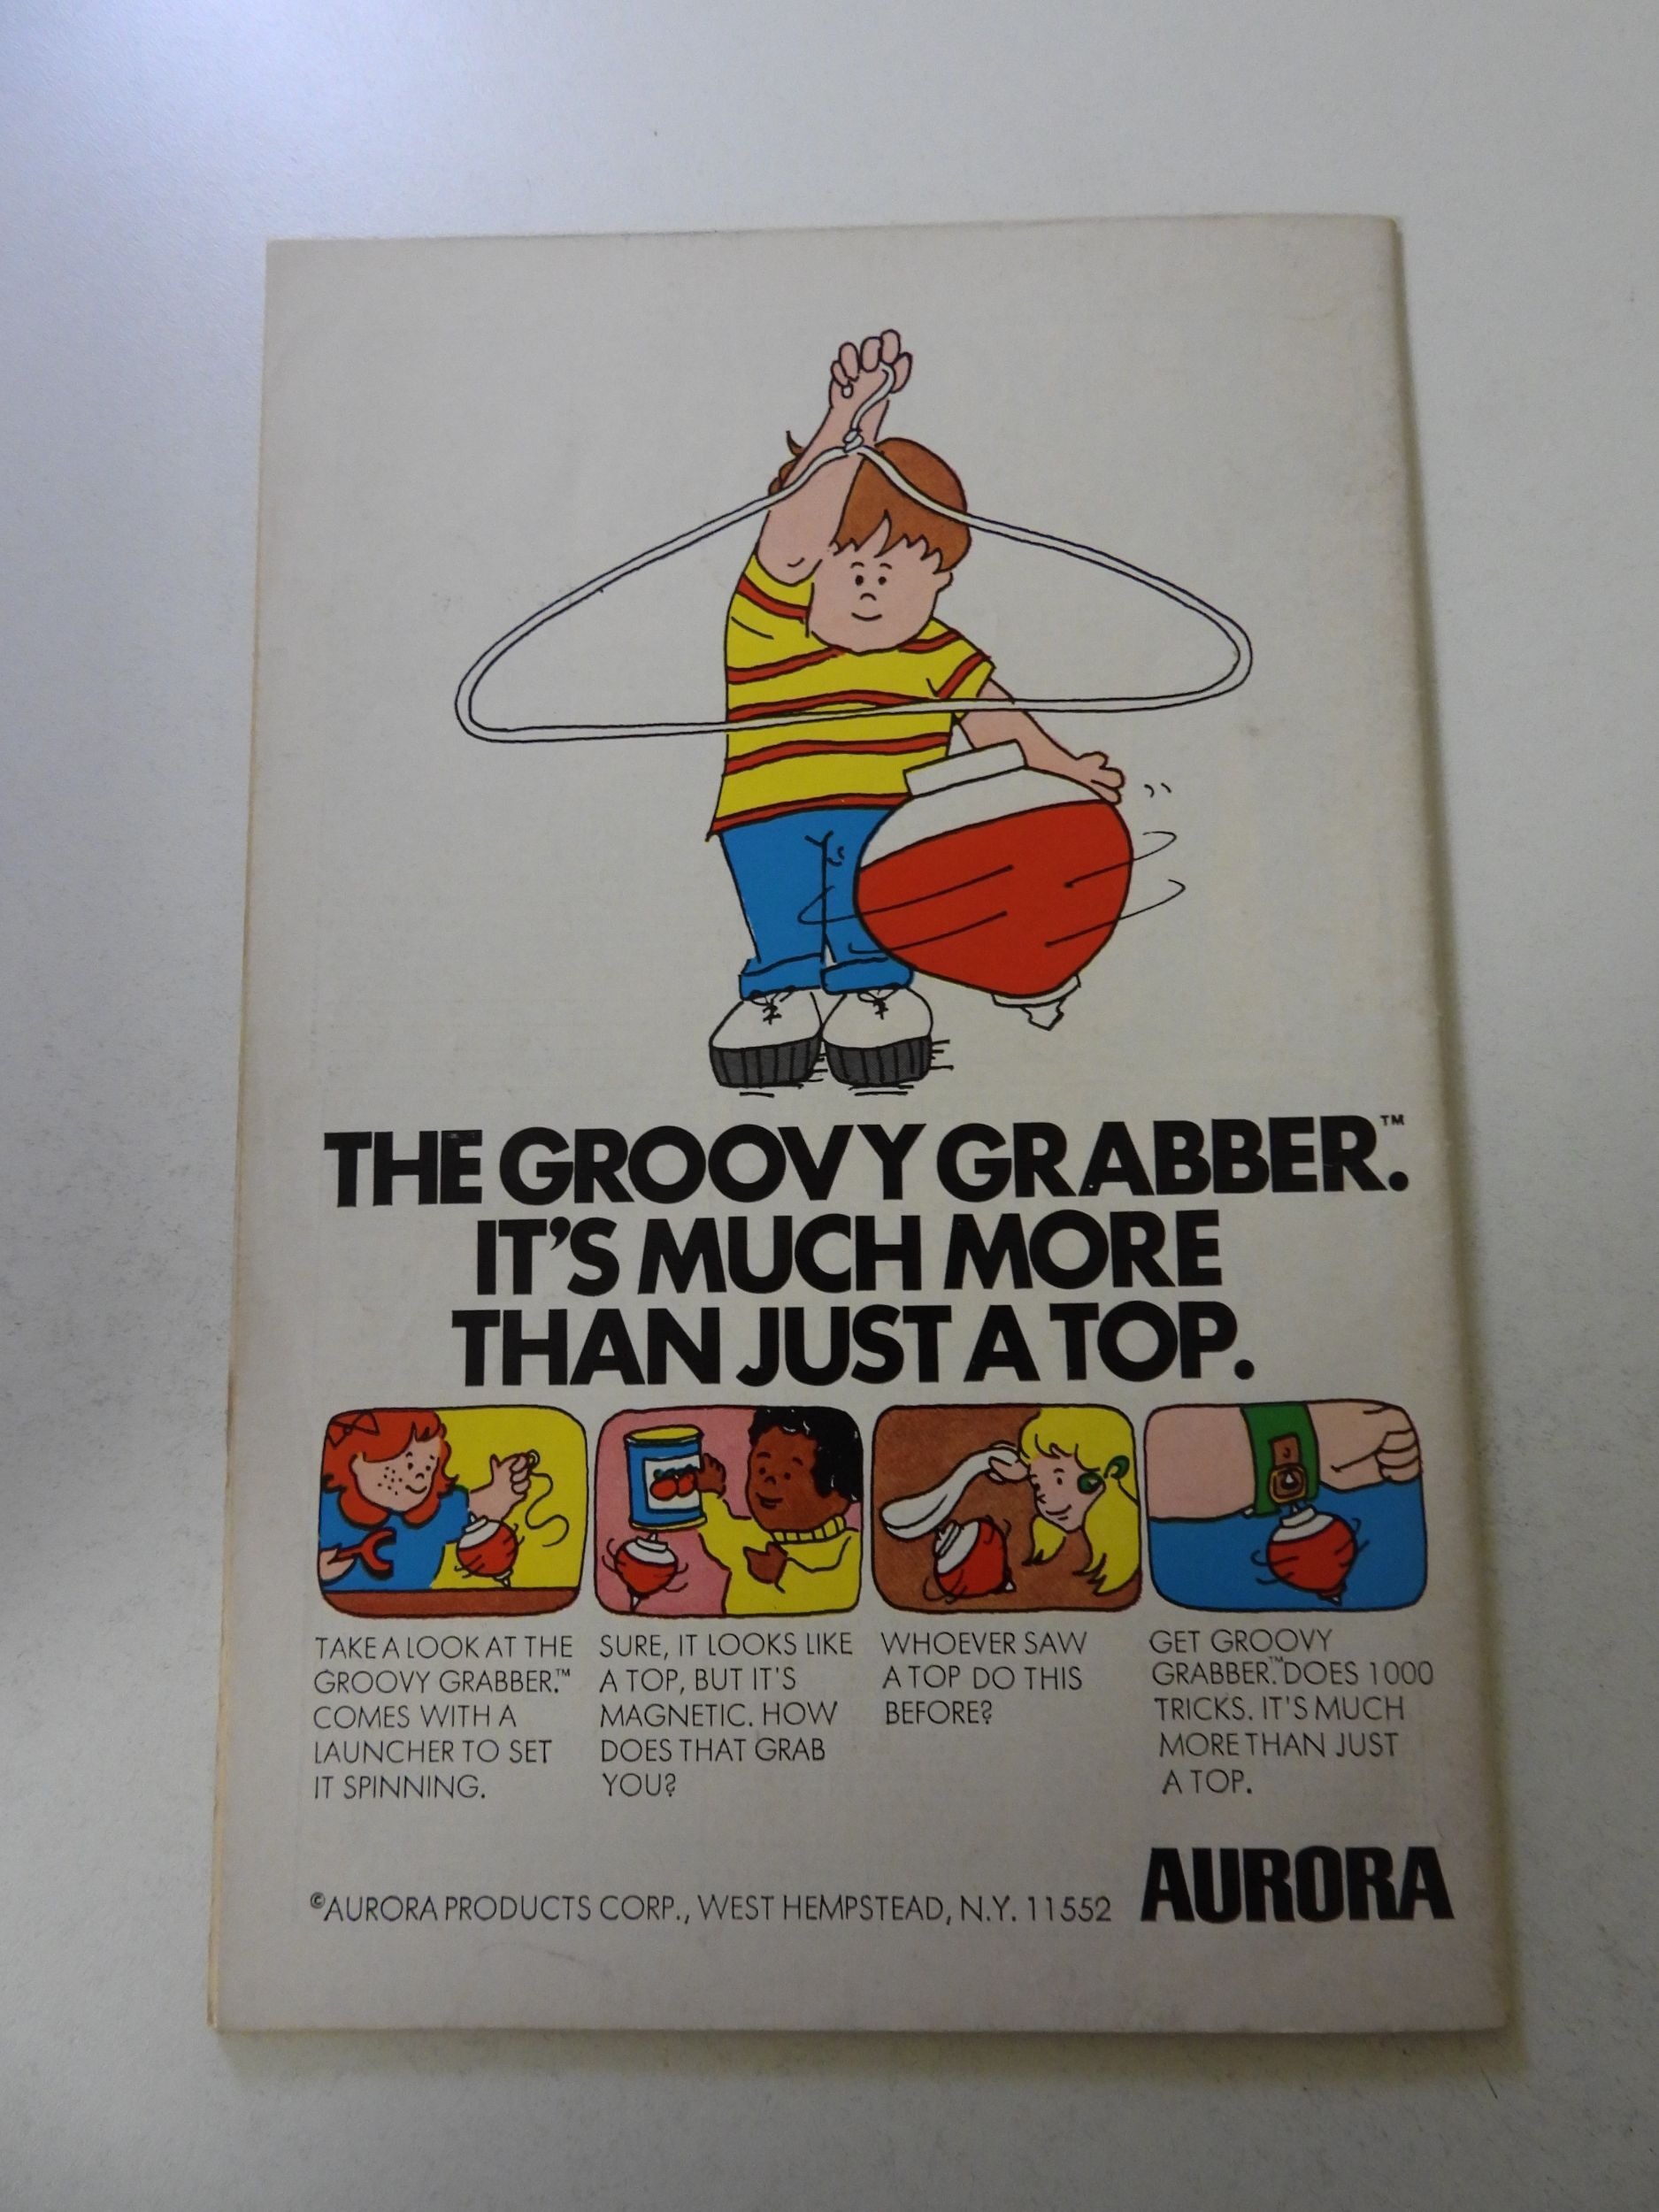 THE GROOVY GRABBER.™
IT'S MUCH MORE
THAN JUST A TOP.
TAKE A LOOK AT THE
GROOVY GRABBER.™
COMES WITH A
LAUNCHER TO SET
IT SPINNING.
SURE, IT LOOKS LIKE
A TOP, BUT IT'S
MAGNETIC. HOW
DOES THAT GRAB
YOU?
WHOEVER SAW
A TOP DO THIS
BEFORE?
GET GROOVY
GRABBER.™ DOES 1000
TRICKS. IT'S MUCH
MORE THAN JUST
A TOP.
©AURORA PRODUCTS CORP., WEST HEMPSTEAD, N.Y. 11552
AURORA